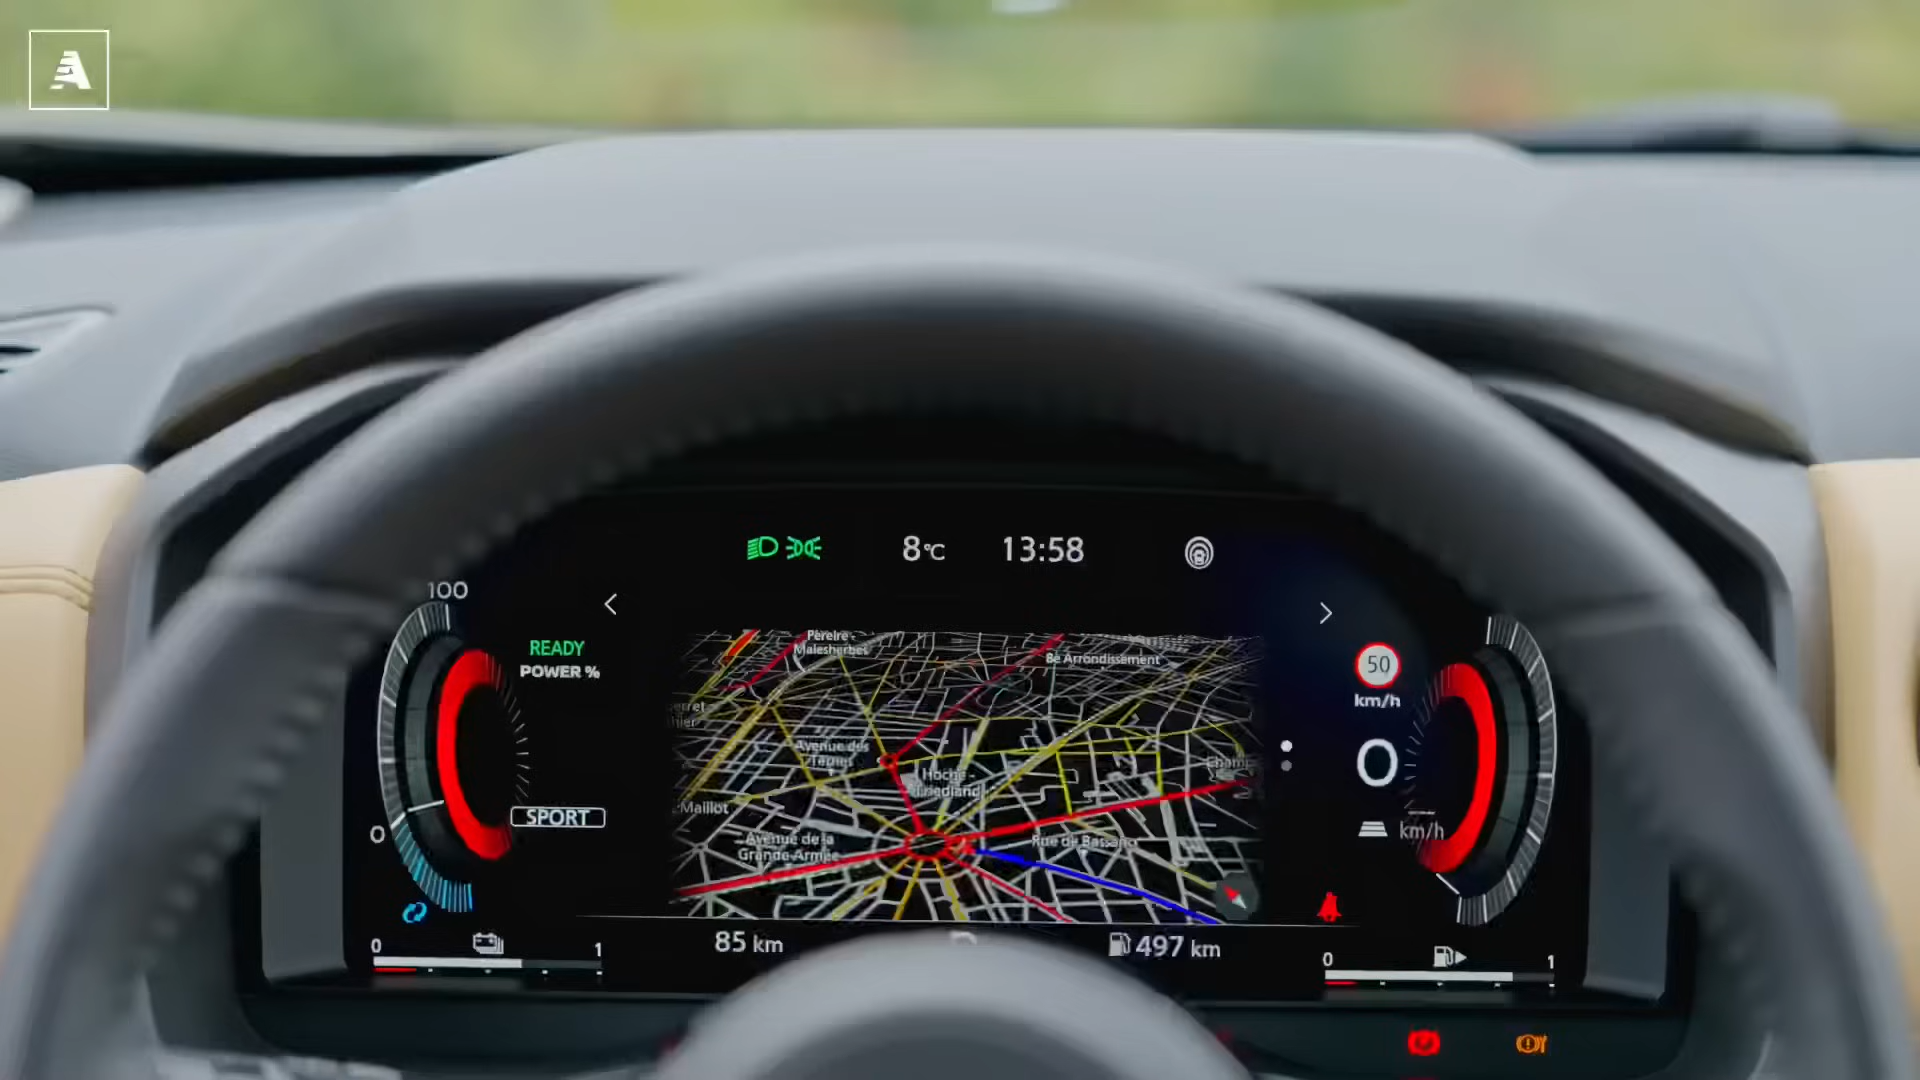 A
8°C 13:58
100
READY
POWER %
0
SPORT
0 1
Pereire -
Malesherbes
8e Arrondissement
Avenue des
Ternes
Hoche -
Friedland
Maillot
Avenue de la
Grande Armée
Rue de Bassano
Champ
50
km/h
0
km/h
85 km
497 km
0 1